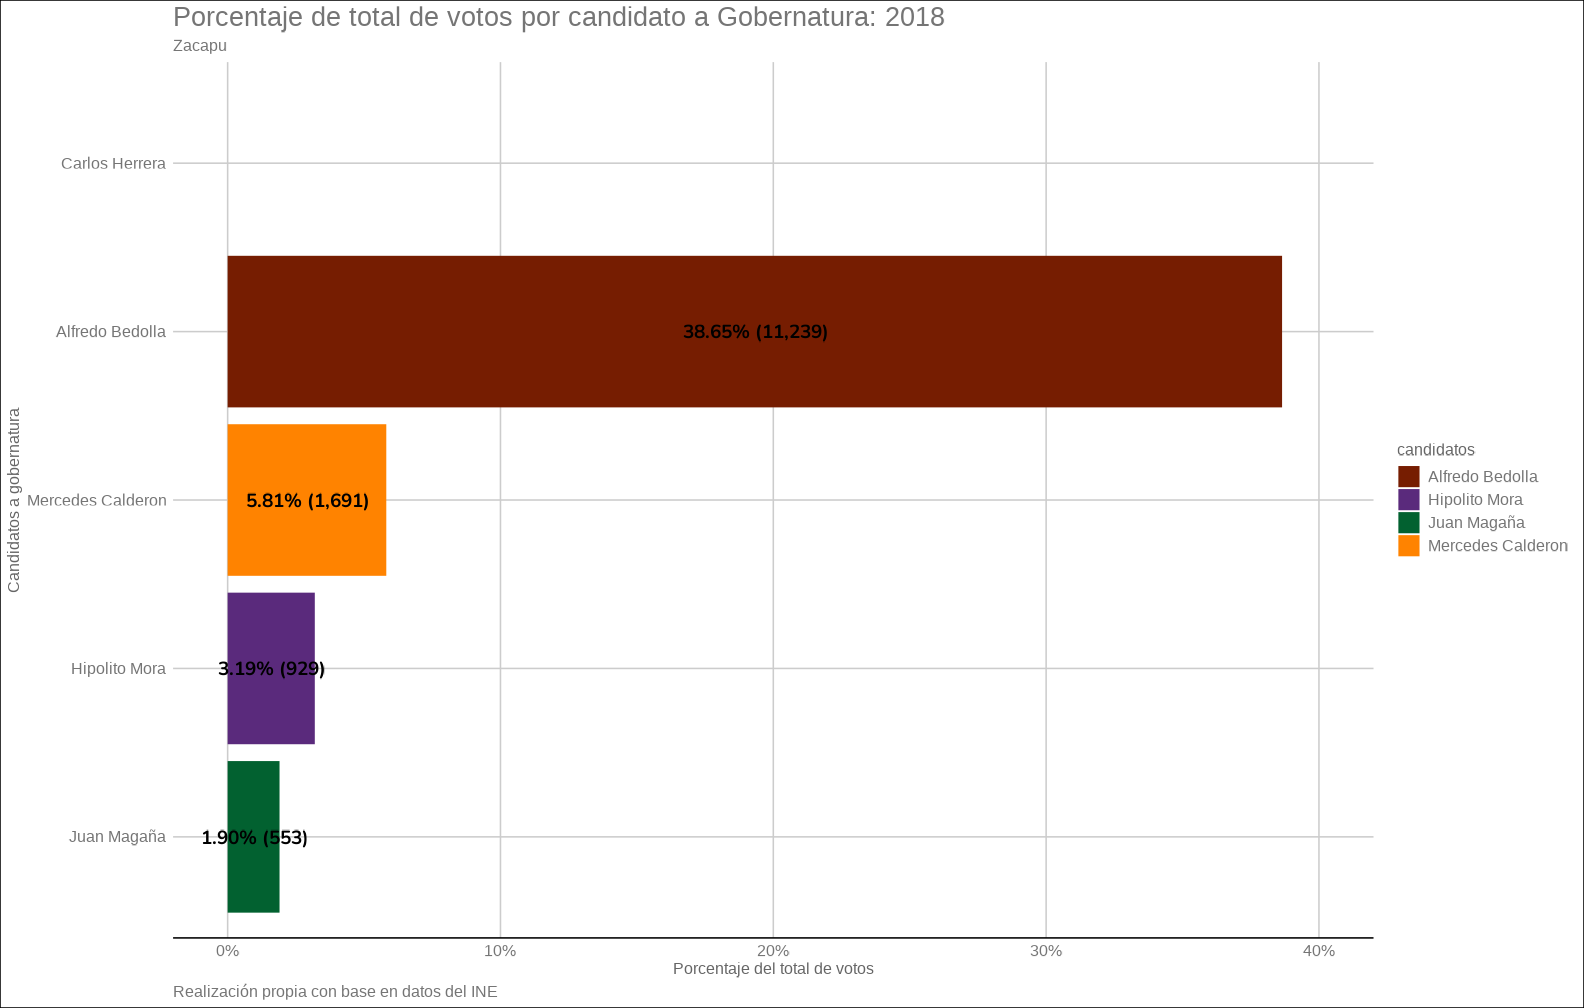 Porcentaje de total de votos por candidato a Gobernatura: 2018
Zacapu
Candidatos a gobernatura
Carlos Herrera
Alfredo Bedolla
38.65% (11,239)
Mercedes Calderon
5.81% (1,691)
Hipolito Mora
3.19% (929)
Juan Magaña
1.90% (553)
candidatos
Alfredo Bedolla
Hipolito Mora
Juan Magaña
Mercedes Calderon
0% 10% 20% 30% 40%
Porcentaje del total de votos
Realización propia con base en datos del INE